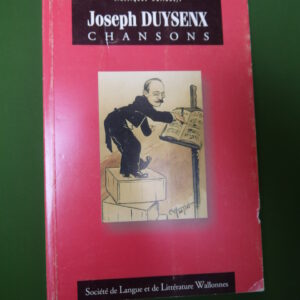 Joseph DUYSENX
CHANSONS
Société de Langue et de Littérature Wallonnes